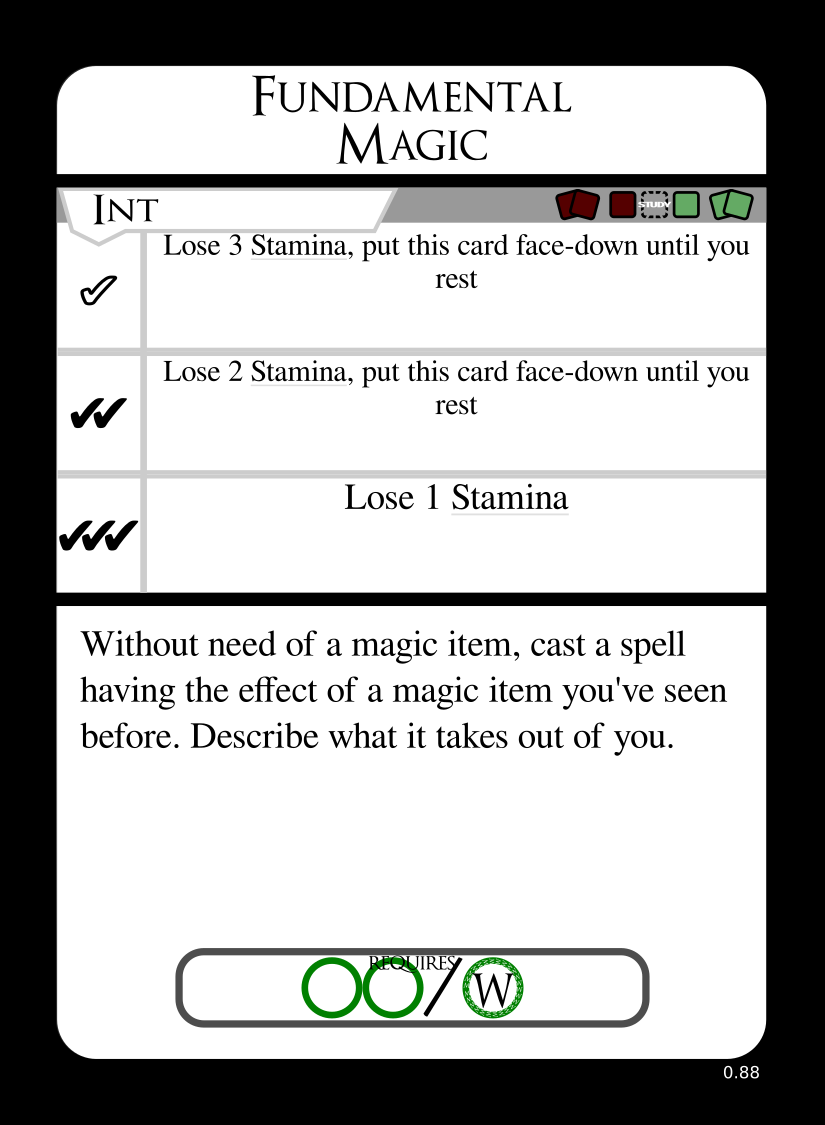 FUNDAMENTAL
MAGIC
INT
STUDY
Lose 3 Stamina, put this card face-down until you
rest
Lose 2 Stamina, put this card face-down until you
rest
Lose 1 Stamina
Without need of a magic item, cast a spell
having the effect of a magic item you've seen
before. Describe what it takes out of you.
REQUIRES
/ W
0.88